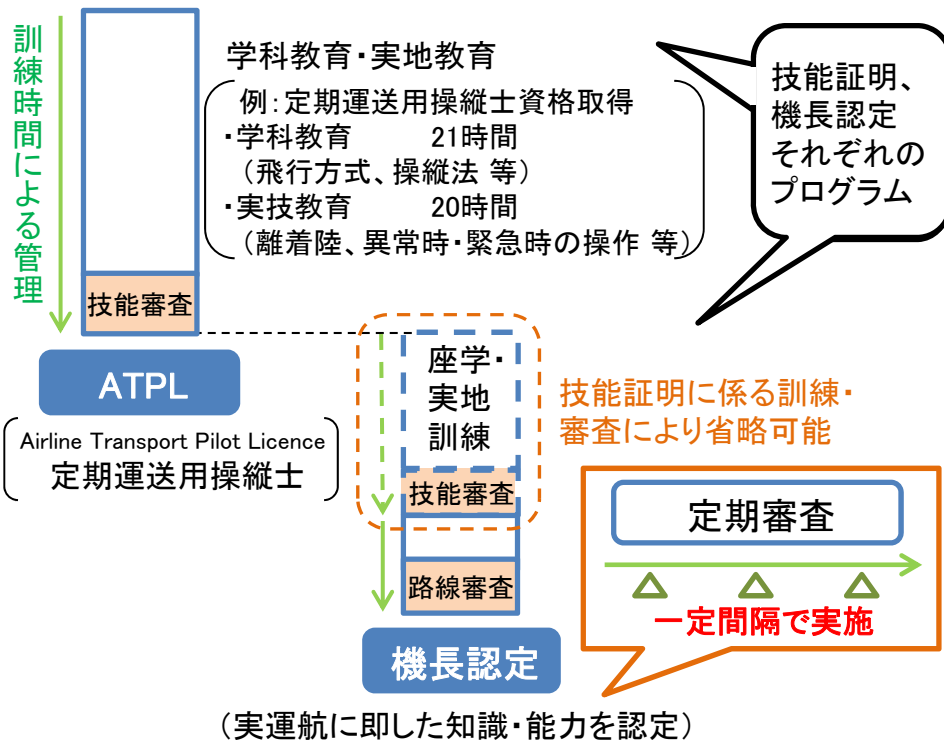 訓練時間による管理
学科教育・実地教育
例：定期運送用操縦士資格取得
・学科教育 21時間
（飛行方式、操縦法 等）
・実技教育 20時間
（離着陸、異常時・緊急時の操作 等）
技能証明、
機長認定
それぞれの
プログラム
技能審査
ATPL
Airline Transport Pilot Licence
定期運送用操縦士
座学・
実地
訓練
技能審査
路線審査
技能証明に係る訓練・
審査により省略可能
定期審査
一定間隔で実施
機長認定
（実運航に即した知識・能力を認定）